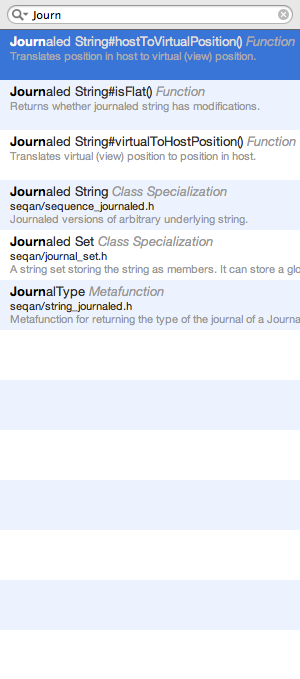 Journ
Journaled String#hostToVirtualPosition() Function
Translates position in host to virtual (view) position.
Journaled String#isFlat() Function
Returns whether journaled string has modifications.
Journaled String#virtualToHostPosition() Function
Translates virtual (view) position to position in host.
Journaled String Class Specialization
seqan/sequence_journaled.h
Journaled versions of arbitrary underlying string.
Journaled Set Class Specialization
seqan/journal_set.h
A string set storing the string as members. It can store a glo
JournalType Metafunction
seqan/string_journaled.h
Metafunction for returning the type of the journal of a Journa